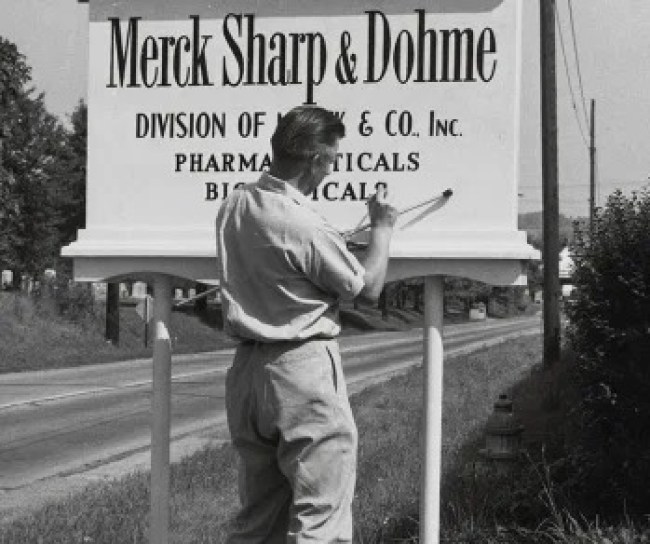 Merck Sharp & Dohme
DIVISION OF & CO., INC.